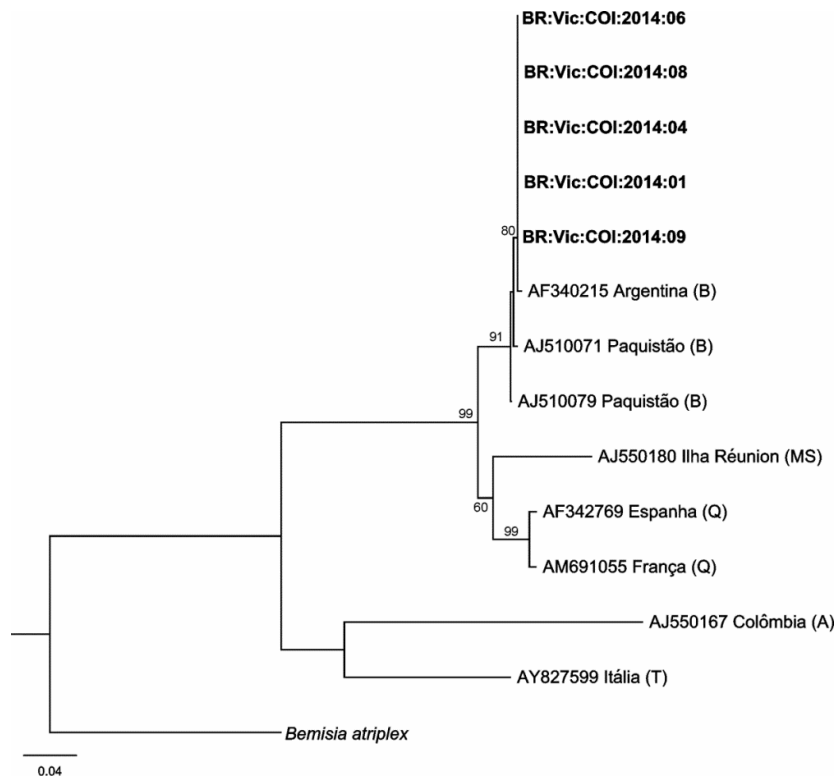 BR:Vic:COI:2014:06
BR:Vic:COI:2014:08
BR:Vic:COI:2014:04
BR:Vic:COI:2014:01
80
BR:Vic:COI:2014:09
AF340215 Argentina (B)
91
AJ510071 Paquistão (B)
AJ510079 Paquistão (B)
99
AJ550180 Ilha Réunion (MS)
60
AF342769 Espanha (Q)
99
AM691055 França (Q)
AJ550167 Colômbia (A)
AY827599 Itália (T)
Bemisia atriplex
0.04